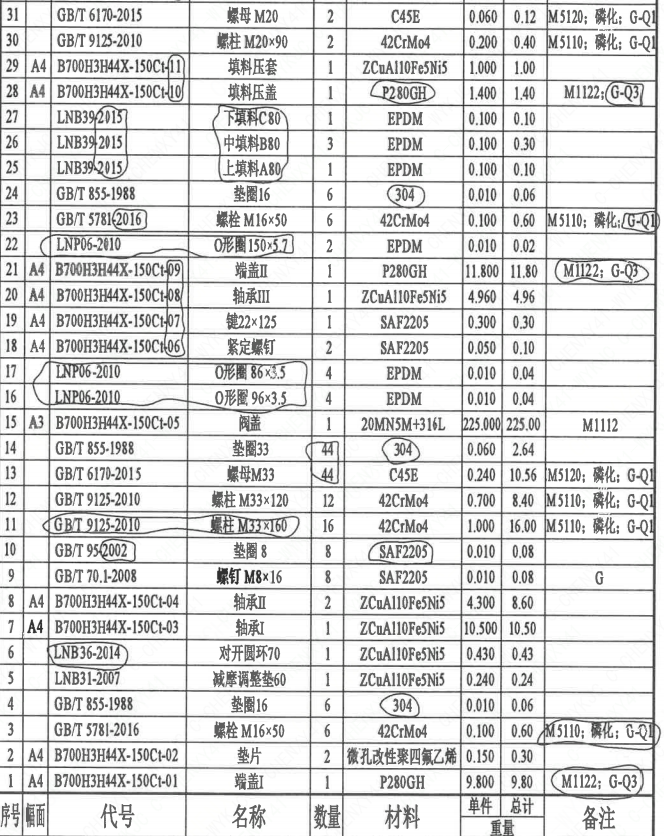 31 GB/T 6170-2015 螺母 M20 2 C45E 0.060 0.12 M5120; 磷化; G-Q1
30 GB/T 9125-2010 螺柱 M20×90 2 42CrMo4 0.200 0.40 M5110; 磷化; G-Q1
29 A4 B700H3H44X-150Ct-11 填料压套 1 ZCuAl10Fe5Ni5 1.000 1.00
28 A4 B700H3H44X-150Ct-10 填料压盖 1 P280GH 1.400 1.40 M1122; G-Q3
27 LNB39-2015 下填料C80 1 EPDM 0.100 0.10
26 LNB39-2015 中填料B80 3 EPDM 0.100 0.30
25 LNB39-2015 上填料A80 1 EPDM 0.100 0.10
24 GB/T 855-1988 垫圈16 6 304 0.010 0.06
23 GB/T 5781-2016 螺栓 M16×50 6 42CrMo4 0.100 0.60 M5110; 磷化; G-Q1
22 LNP06-2010 O形圈150×5.7 2 EPDM 0.010 0.02
21 A4 B700H3H44X-150Ct-09 端盖II 1 P280GH 11.800 11.80 M1122; G-Q3
20 A4 B700H3H44X-150Ct-08 轴承III 1 ZCuAl10Fe5Ni5 4.960 4.96
19 A4 B700H3H44X-150Ct-07 键22×125 1 SAF2205 0.300 0.30
18 A4 B700H3H44X-150Ct-06 紧定螺钉 2 SAF2205 0.050 0.10
17 LNP06-2010 O形圈 86×3.5 4 EPDM 0.010 0.04
16 LNP06-2010 O形圈 96×3.5 4 EPDM 0.010 0.04
15 A3 B700H3H44X-150Ct-05 阀盖 1 20MN5M+316L 225.000 225.00 M1112
14 GB/T 855-1988 垫圈33 44 304 0.060 2.64
13 GB/T 6170-2015 螺母M33 44 C45E 0.240 10.56 M5120; 磷化; G-Q1
12 GB/T 9125-2010 螺柱 M33×120 12 42CrMo4 0.700 8.40 M5110; 磷化; G-Q1
11 GB/T 9125-2010 螺柱 M33×160 16 42CrMo4 1.000 16.00 M5110; 磷化; G-Q1
10 GB/T 95-2002 垫圈 8 8 SAF2205 0.010 0.08
9 GB/T 70.1-2008 螺钉 M8×16 8 SAF2205 0.010 0.08 G
8 A4 B700H3H44X-150Ct-04 轴承II 2 ZCuAl10Fe5Ni5 4.300 8.60
7 A4 B700H3H44X-150Ct-03 轴承I 1 ZCuAl10Fe5Ni5 10.500 10.50
6 LNB36-2014 对开圆环70 1 ZCuAl10Fe5Ni5 0.430 0.43
5 LNB31-2007 减摩调整垫60 1 ZCuAl10Fe5Ni5 0.240 0.24
4 GB/T 855-1988 垫圈16 6 304 0.010 0.06
3 GB/T 5781-2016 螺栓 M16×50 6 42CrMo4 0.100 0.60 M5110; 磷化; G-Q1
2 A4 B700H3H44X-150Ct-02 垫片 2 微孔改性聚四氟乙烯 0.150 0.30
1 A4 B700H3H44X-150Ct-01 端盖I 1 P280GH 9.800 9.80 M1122; G-Q3
序号 幅面 代号 名称 数量 材料 单件 总计 备注
重量